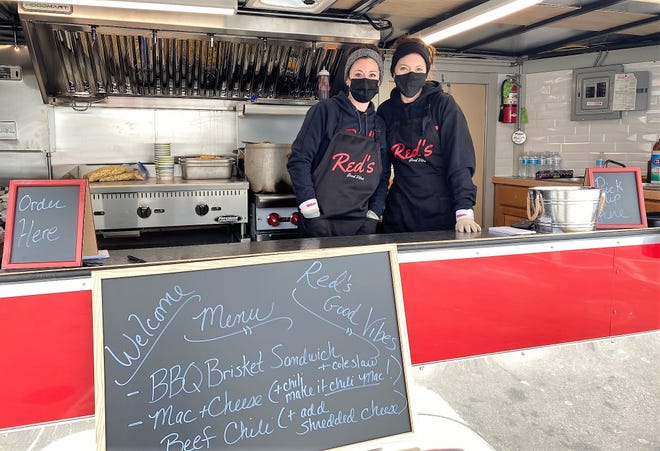 HOODMART
Red's
Good Vibes
Red's
Good Vibes
Order
Here
Pick
Up
Welcome
Menu
Red's
Good Vibes
- BBQ Brisket Sandwich
+ coleslaw
- Mac + Cheese (+ chili
make it chili Mac!)
Beef Chili (+ add
shredded cheese)